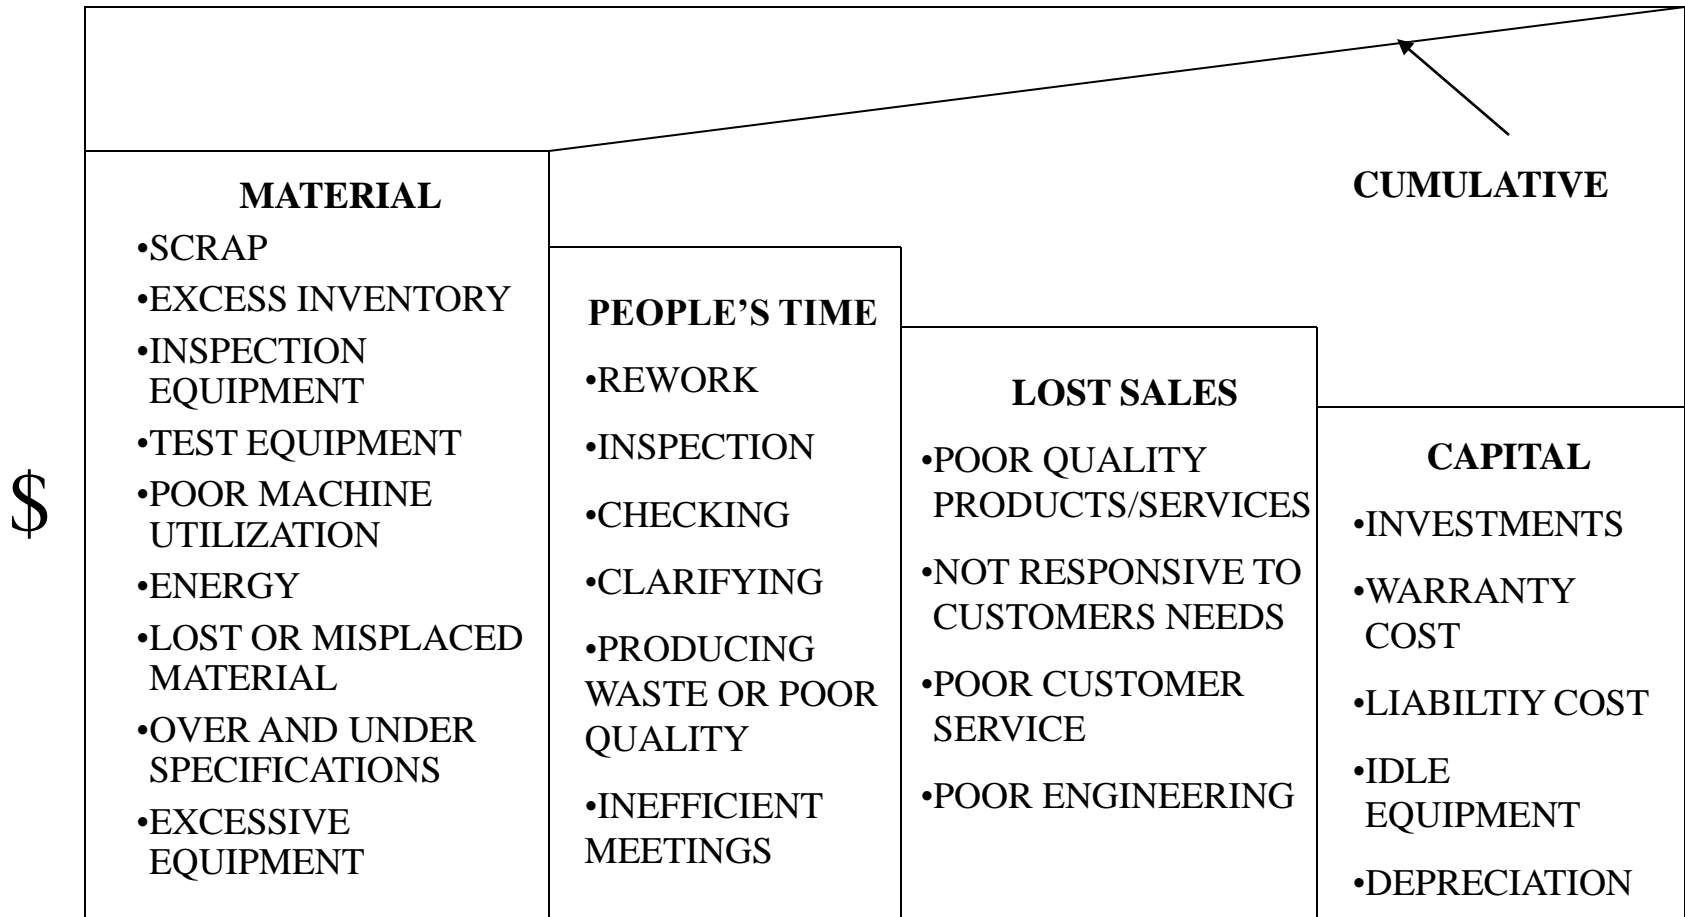 $
MATERIAL
•SCRAP
•EXCESS INVENTORY
•INSPECTION
EQUIPMENT
•TEST EQUIPMENT
•POOR MACHINE
UTILIZATION
•ENERGY
•LOST OR MISPLACED
MATERIAL
•OVER AND UNDER
SPECIFICATIONS
•EXCESSIVE
EQUIPMENT
PEOPLE’S TIME
•REWORK
•INSPECTION
•CHECKING
•CLARIFYING
•PRODUCING
WASTE OR POOR
QUALITY
•INEFFICIENT
MEETINGS
LOST SALES
•POOR QUALITY
PRODUCTS/SERVICES
•NOT RESPONSIVE TO
CUSTOMERS NEEDS
•POOR CUSTOMER
SERVICE
•POOR ENGINEERING
CUMULATIVE
CAPITAL
•INVESTMENTS
•WARRANTY
COST
•LIABILTIY COST
•IDLE
EQUIPMENT
•DEPRECIATION